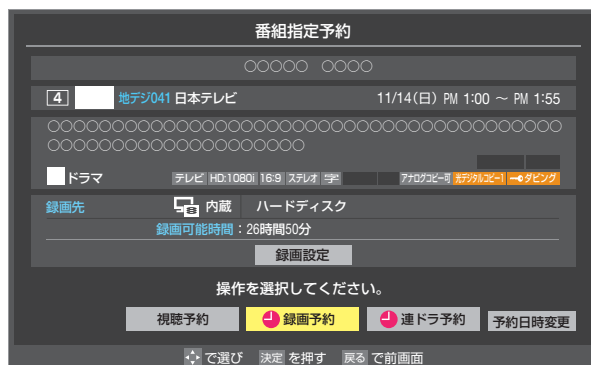 番組指定予約
○○○○○ ○○○○
4 地デジ041 日本テレビ 11/14(日) PM 1:00 ～ PM 1:55
○○○○○○○○○○○○○○○○○○○○○○○○○○○○○○○○○○○○○○○○
○○○○○○○○○○○○○○○○○○○○
ドラマ テレビ HD:1080i 16:9 ステレオ 字 アナログコピー可 光デジタルコピー1 ダビング
録画先 内蔵 ハードディスク
録画可能時間：26時間50分
録画設定
操作を選択してください。
視聴予約 録画予約 連ドラ予約 予約日時変更
で選び 決定 を押す 戻る で前画面